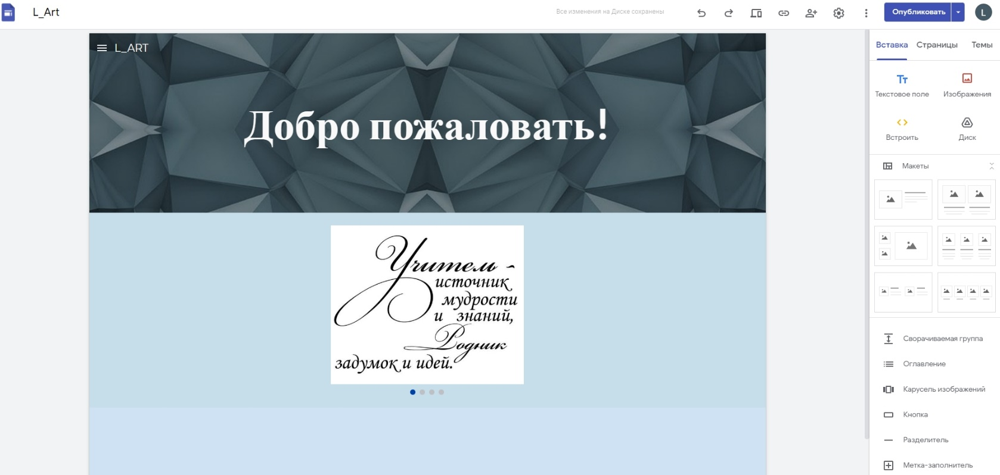 L_Art
Все изменения на Диске сохранены
Опубликовать
L
L_ART
Добро пожаловать!
Учитель -
источник
мудрости
и знаний,
Родник
задумок и идей.
Вставка Страницы Темы
Текстовое поле Изображения
Встроить Диск
Макеты
Сворачиваемая группа
Оглавление
Карусель изображений
Кнопка
Разделитель
Метка-заполнитель